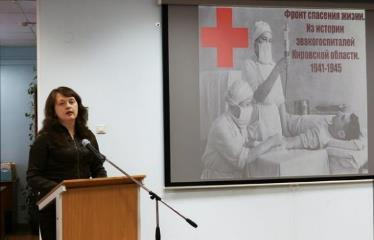 Фронт спасения жизни.
Из истории
эвакогоспиталей
Кировской области.
1941-1945